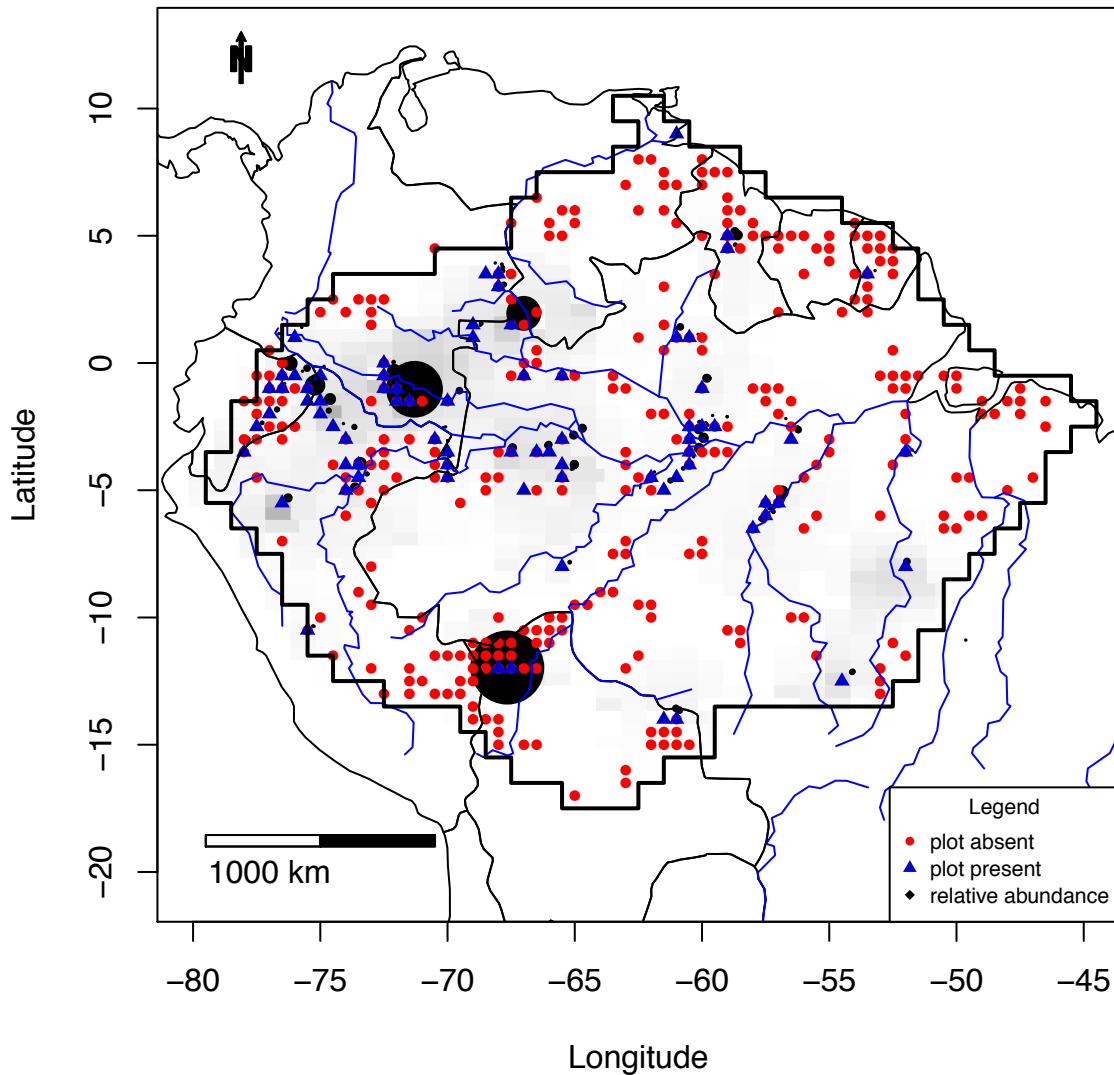 N
Latitude
10
5
0
−5
−10
−15
−20
1000 km
Legend
plot absent
plot present
relative abundance
−80 −75 −70 −65 −60 −55 −50 −45
Longitude